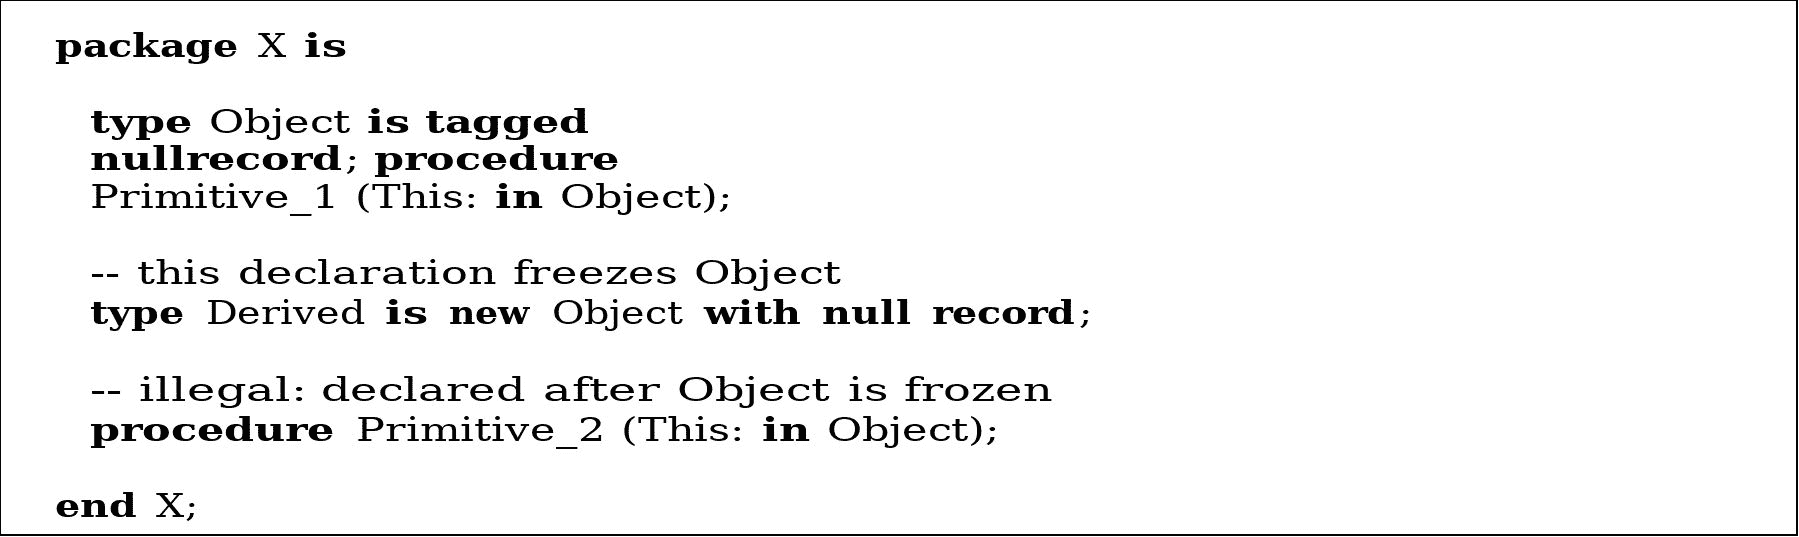 package X is
type Object is tagged
nullrecord; procedure
Primitive_1 (This: in Object);
-- this declaration freezes Object
type Derived is new Object with null record;
-- illegal: declared after Object is frozen
procedure Primitive_2 (This: in Object);
end X;